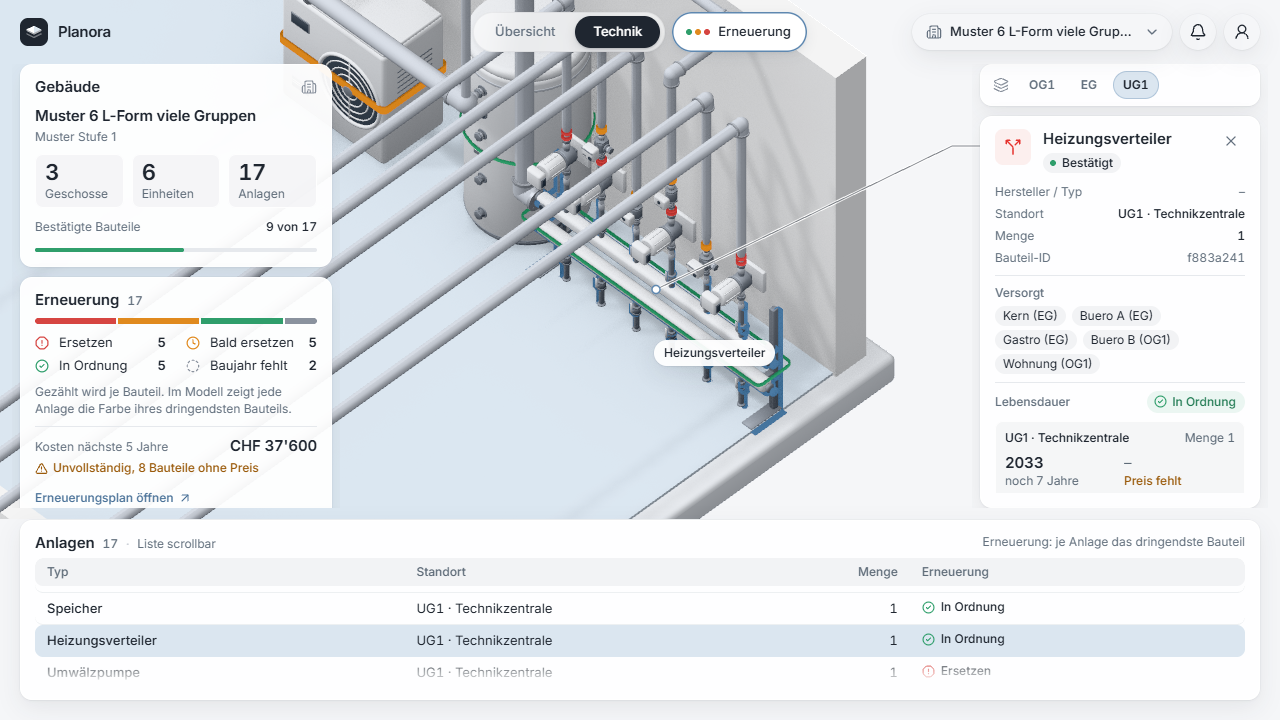 Planora
Übersicht
Technik
Erneuerung
Muster 6 L-Form viele Grup...
Gebäude
Muster 6 L-Form viele Gruppen
Muster Stufe 1
3
Geschosse
6
Einheiten
17
Anlagen
Bestätigte Bauteile
9 von 17
Erneuerung 17
Ersetzen 5
Bald ersetzen 5
In Ordnung 5
Baujahr fehlt 2
Gezählt wird je Bauteil. Im Modell zeigt jede
Anlage die Farbe ihres dringendsten Bauteils.
Kosten nächste 5 Jahre CHF 37'600
Unvollständig, 8 Bauteile ohne Preis
Erneuerungsplan öffnen
Heizungsverteiler
OG1 EG UG1
Heizungsverteiler
Bestätigt
Hersteller / Typ –
Standort UG1 · Technikzentrale
Menge 1
Bauteil-ID f883a241
Versorgt
Kern (EG) Buero A (EG)
Gastro (EG) Buero B (OG1)
Wohnung (OG1)
Lebensdauer In Ordnung
UG1 · Technikzentrale Menge 1
2033 –
noch 7 Jahre Preis fehlt
Anlagen 17 · Liste scrollbar
Erneuerung: je Anlage das dringendste Bauteil
Typ Standort Menge Erneuerung
Speicher UG1 · Technikzentrale 1 In Ordnung
Heizungsverteiler UG1 · Technikzentrale 1 In Ordnung
Umwälzpumpe UG1 · Technikzentrale 1 Ersetzen